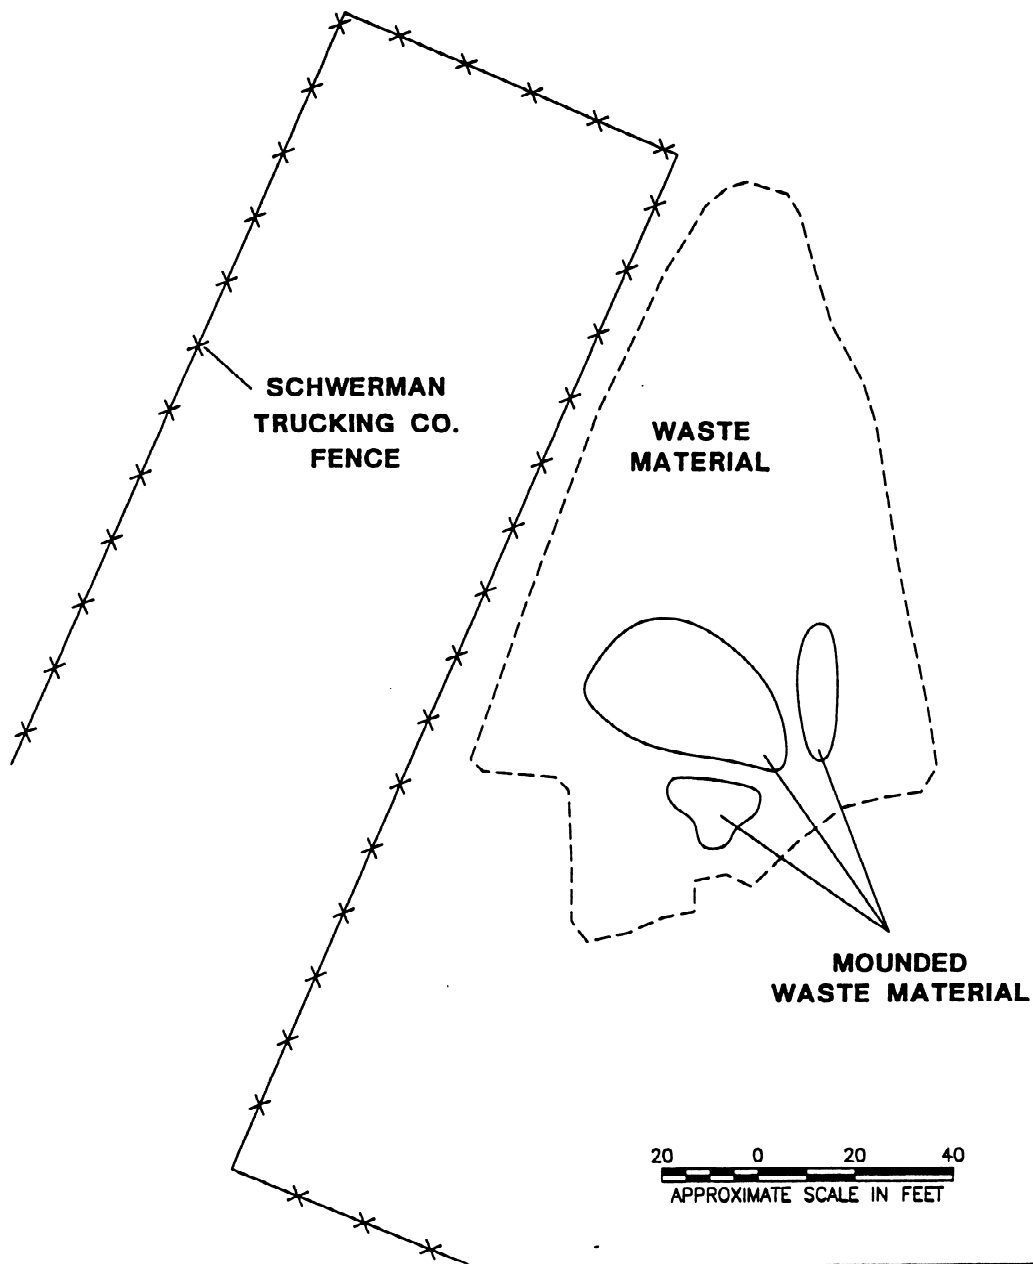 SCHWERMAN
TRUCKING CO.
FENCE
WASTE
MATERIAL
MOUNDED
WASTE MATERIAL
20 0 20 40
APPROXIMATE SCALE IN FEET